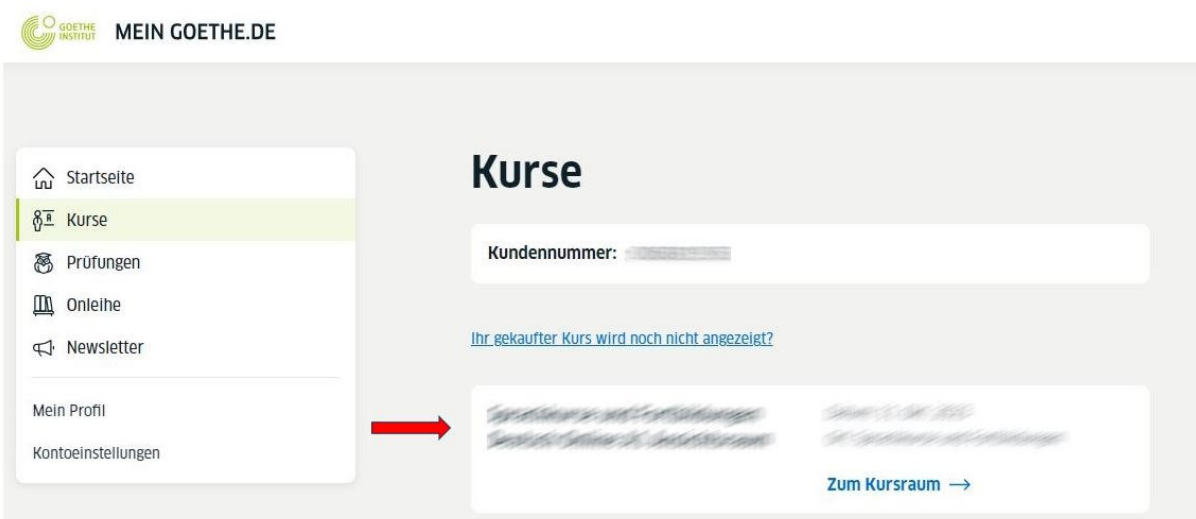 GOETHE INSTITUT MEIN GOETHE.DE
Startseite
Kurse
Prüfungen
Onleihe
Newsletter
Mein Profil
Kontoeinstellungen
Kurse
Kundennummer:
Ihr gekaufter Kurs wird noch nicht angezeigt?
Zum Kursraum